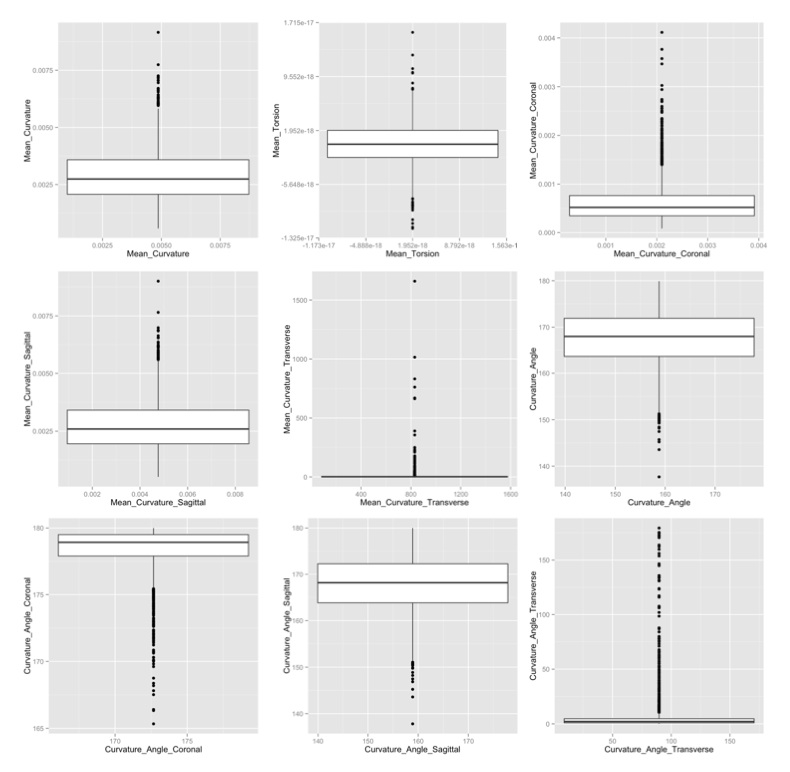 0.0075
0.0050
0.0025
Mean_Curvature
0.0025 0.0050 0.0075
Mean_Curvature
1.715e-17
9.552e-18
1.952e-18
-5.648e-18
-1.325e-17
Mean_Torsion
-1.173e-17 -4.888e-18 1.952e-18 8.792e-18 1.563e-1
Mean_Torsion
0.004
0.003
0.002
0.001
0.000
Mean_Curvature_Coronal
0.001 0.002 0.003 0.004
Mean_Curvature_Coronal
0.0075
0.0050
0.0025
Mean_Curvature_Sagittal
0.002 0.004 0.006 0.008
Mean_Curvature_Sagittal
1500
1000
500
0
Mean_Curvature_Transverse
400 800 1200 1600
Mean_Curvature_Transverse
180
170
160
150
140
Curvature_Angle
140 150 160 170
Curvature_Angle
180
175
170
165
Curvature_Angle_Coronal
170 175
Curvature_Angle_Coronal
180
170
160
150
140
Curvature_Angle_Sagittal
140 150 160 170
Curvature_Angle_Sagittal
150
100
50
0
Curvature_Angle_Transverse
50 100 150
Curvature_Angle_Transverse